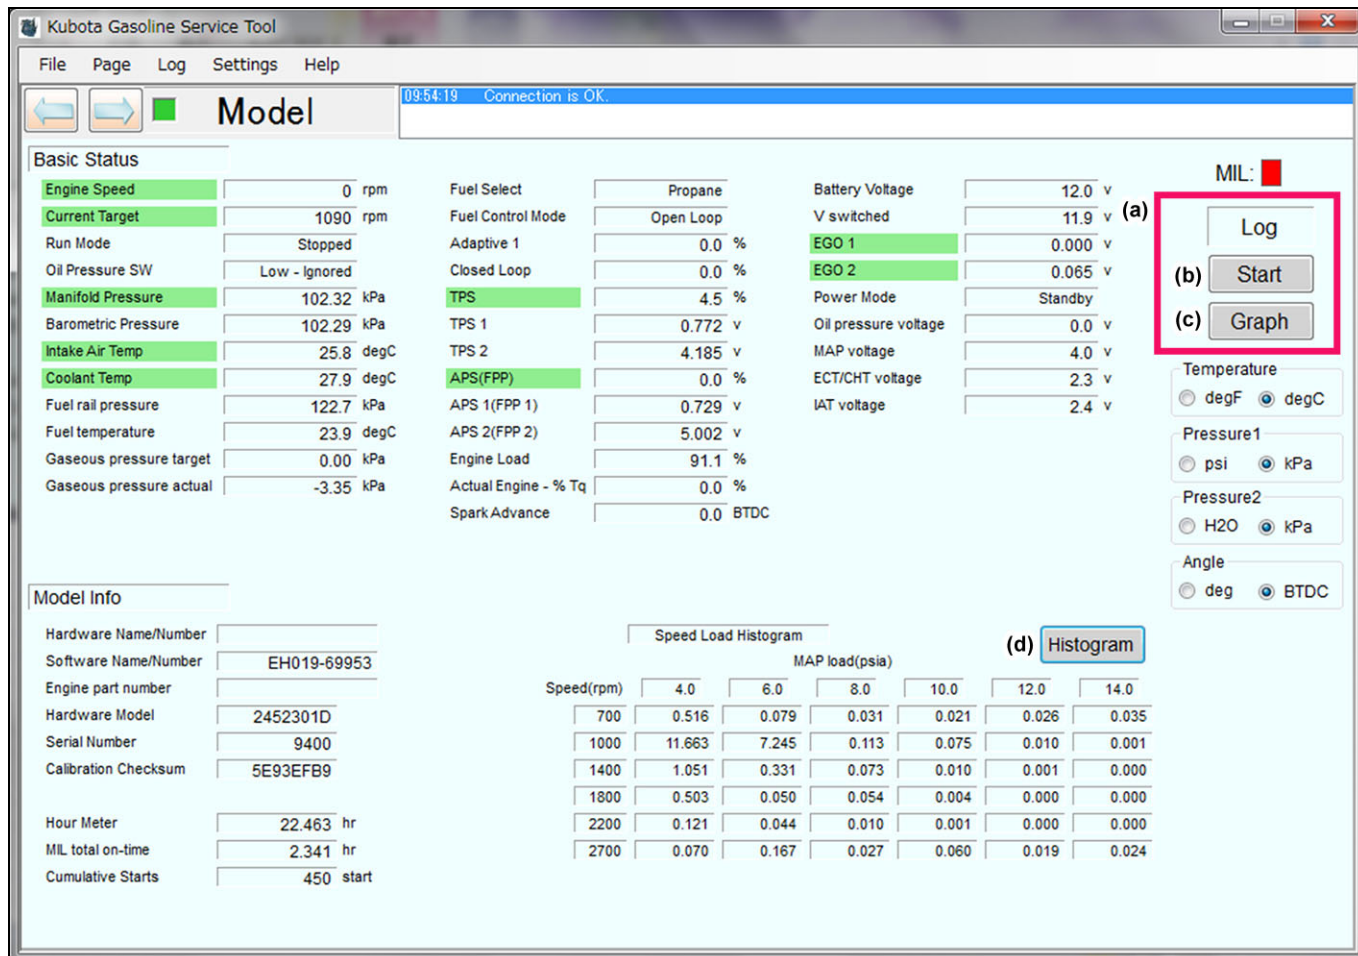 Kubota Gasoline Service Tool
File Page Log Settings Help
Model
09:54:19 Connection is OK.
Basic Status
Engine Speed 0 rpm
Current Target 1090 rpm
Run Mode Stopped
Oil Pressure SW Low - Ignored
Manifold Pressure 102.32 kPa
Barometric Pressure 102.29 kPa
Intake Air Temp 25.8 degC
Coolant Temp 27.9 degC
Fuel rail pressure 122.7 kPa
Fuel temperature 23.9 degC
Gaseous pressure target 0.00 kPa
Gaseous pressure actual -3.35 kPa
Fuel Select Propane
Fuel Control Mode Open Loop
Adaptive 1 0.0 %
Closed Loop 0.0 %
TPS 4.5 %
TPS 1 0.772 v
TPS 2 4.185 v
APS(FPP) 0.0 %
APS 1(FPP 1) 0.729 v
APS 2(FPP 2) 5.002 v
Engine Load 91.1 %
Actual Engine - % Tq 0.0 %
Spark Advance 0.0 BTDC
Battery Voltage 12.0 v
V switched 11.9 v
EGO 1 0.000 v
EGO 2 0.065 v
Power Mode Standby
Oil pressure voltage 0.0 v
MAP voltage 4.0 v
ECT/CHT voltage 2.3 v
IAT voltage 2.4 v
MIL:
(a)
Log
(b) Start
(c) Graph
Temperature
degF degC
Pressure1
psi kPa
Pressure2
H2O kPa
Angle
deg BTDC
Model Info
Hardware Name/Number
Software Name/Number EH019-69953
Engine part number
Hardware Model 2452301D
Serial Number 9400
Calibration Checksum 5E93EFB9
Hour Meter 22.463 hr
MIL total on-time 2.341 hr
Cumulative Starts 450 start
Speed Load Histogram
(d) Histogram
MAP load(psia)
Speed(rpm) 4.0 6.0 8.0 10.0 12.0 14.0
700 0.516 0.079 0.031 0.021 0.026 0.035
1000 11.663 7.245 0.113 0.075 0.010 0.001
1400 1.051 0.331 0.073 0.010 0.001 0.000
1800 0.503 0.050 0.054 0.004 0.000 0.000
2200 0.121 0.044 0.010 0.001 0.000 0.000
2700 0.070 0.167 0.027 0.060 0.019 0.024